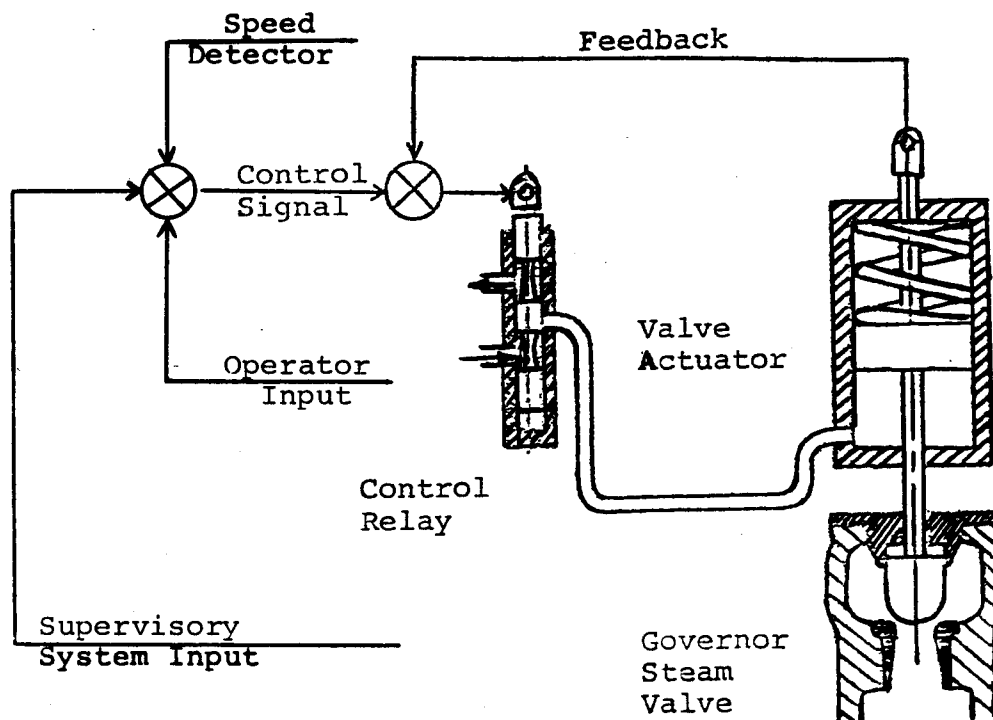 Speed
Detector
Feedback
Control
Signal
Valve
Actuator
Operator
Input
Control
Relay
Supervisory
System Input
Governor
Steam
Valve